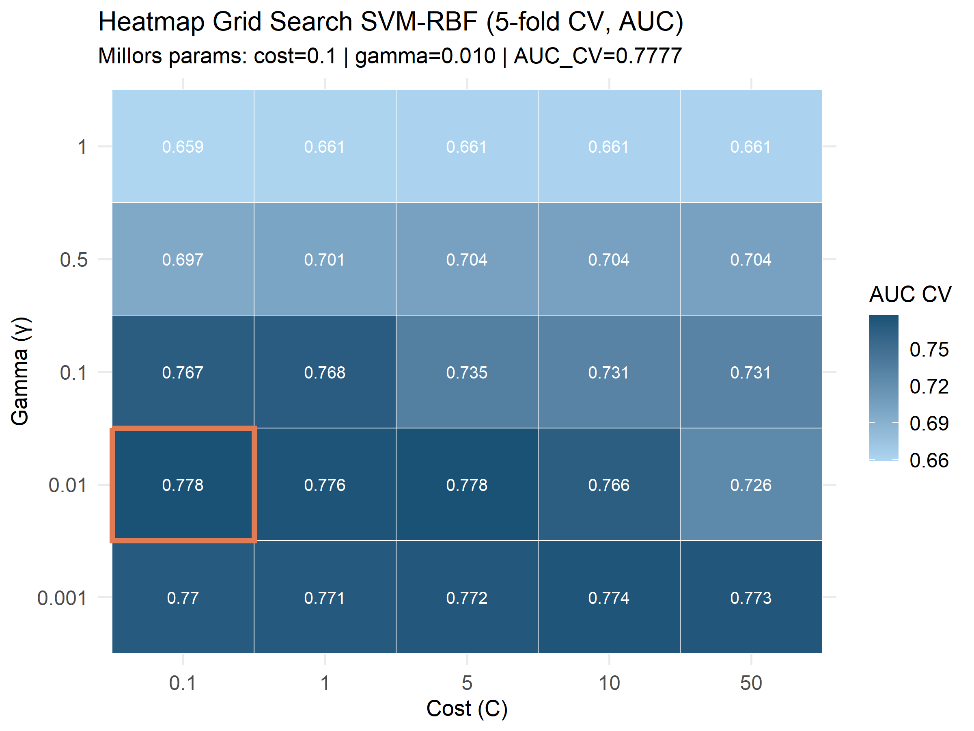 Heatmap Grid Search SVM-RBF (5-fold CV, AUC)
Millors params: cost=0.1 | gamma=0.010 | AUC_CV=0.7777
1 0.659 0.661 0.661 0.661 0.661
0.5 0.697 0.701 0.704 0.704 0.704
0.1 0.767 0.768 0.735 0.731 0.731
0.01 0.778 0.776 0.778 0.766 0.726
0.001 0.77 0.771 0.772 0.774 0.773
0.1 1 5 10 50
Cost (C)
Gamma (γ)
AUC CV
0.75
0.72
0.69
0.66